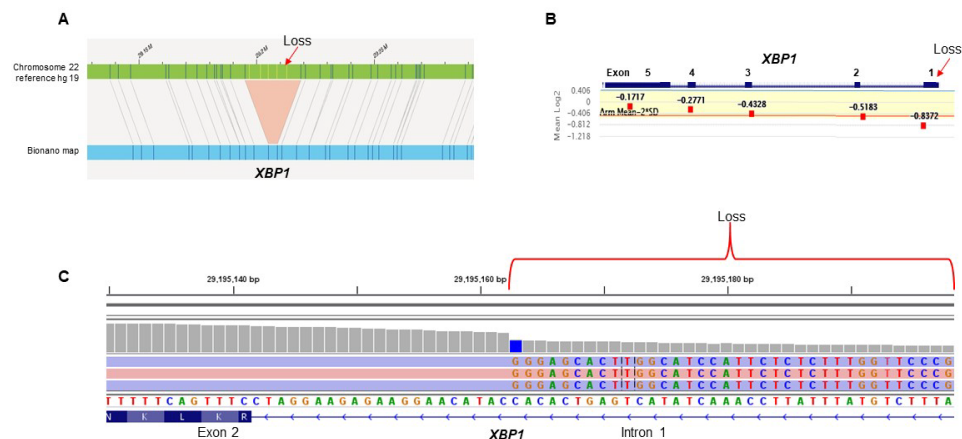 A
Loss
Chromosome 22
reference hg 19
Bionano map
XBP1
B
XBP1
Loss
Exon 5 4 3 2 1
Mean Log2
0.406
0
-0.406
-0.812
-1.218
Arm Mean-2*SD
-0.1717
-0.2771
-0.4328
-0.5183
-0.8372
Loss
C
29,195,140 bp 29,195,160 bp 29,195,180 bp
GGGAGCACTTGGCATCCATTCTCTCTTTGGTTCCCG
GGGAGCACTTGGCATCCATTCTCTCTTTGGTTCCCG
GGGAGCACTTGGCATCCATTCTCTCTTTGGTTCCCG
TTTTTCAGTTTCCTAGGAAGAGAAGGAACATACCACACTGAGTCATATCAAACCTTATTTATGTCTTTA
N K L K R
Exon 2 XBP1 Intron 1